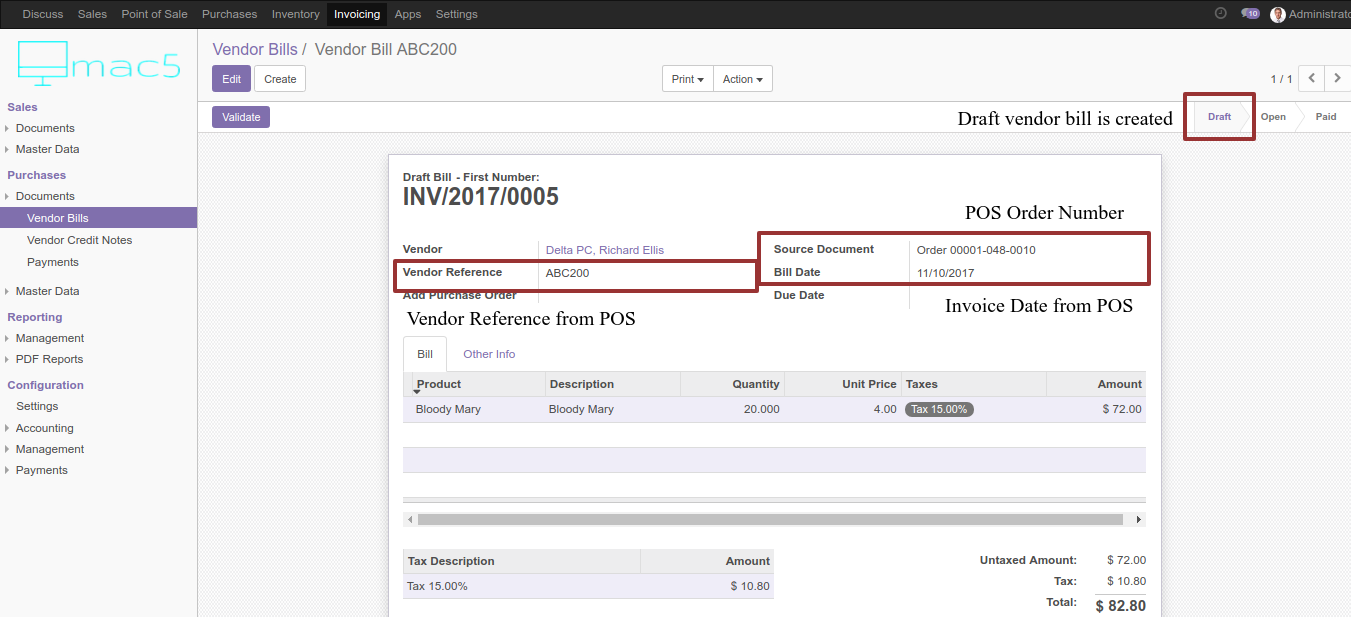 Discuss Sales Point of Sale Purchases Inventory Invoicing Apps Settings 10 Administrato
mac5
Vendor Bills / Vendor Bill ABC200
Edit Create Print Action 1 / 1
Sales
Documents
Master Data
Purchases
Documents
Vendor Bills
Vendor Credit Notes
Payments
Master Data
Reporting
Management
PDF Reports
Configuration
Settings
Accounting
Management
Payments
Validate Draft vendor bill is created Draft Open Paid
Draft Bill - First Number:
INV/2017/0005
POS Order Number
Vendor Delta PC, Richard Ellis Source Document Order 00001-048-0010
Vendor Reference ABC200 Bill Date 11/10/2017
Add Purchase Order Due Date
Vendor Reference from POS Invoice Date from POS
Bill Other Info
Product Description Quantity Unit Price Taxes Amount
Bloody Mary Bloody Mary 20.000 4.00 Tax 15.00% $ 72.00
Tax Description Amount
Tax 15.00% $ 10.80
Untaxed Amount: $ 72.00
Tax: $ 10.80
Total: $ 82.80